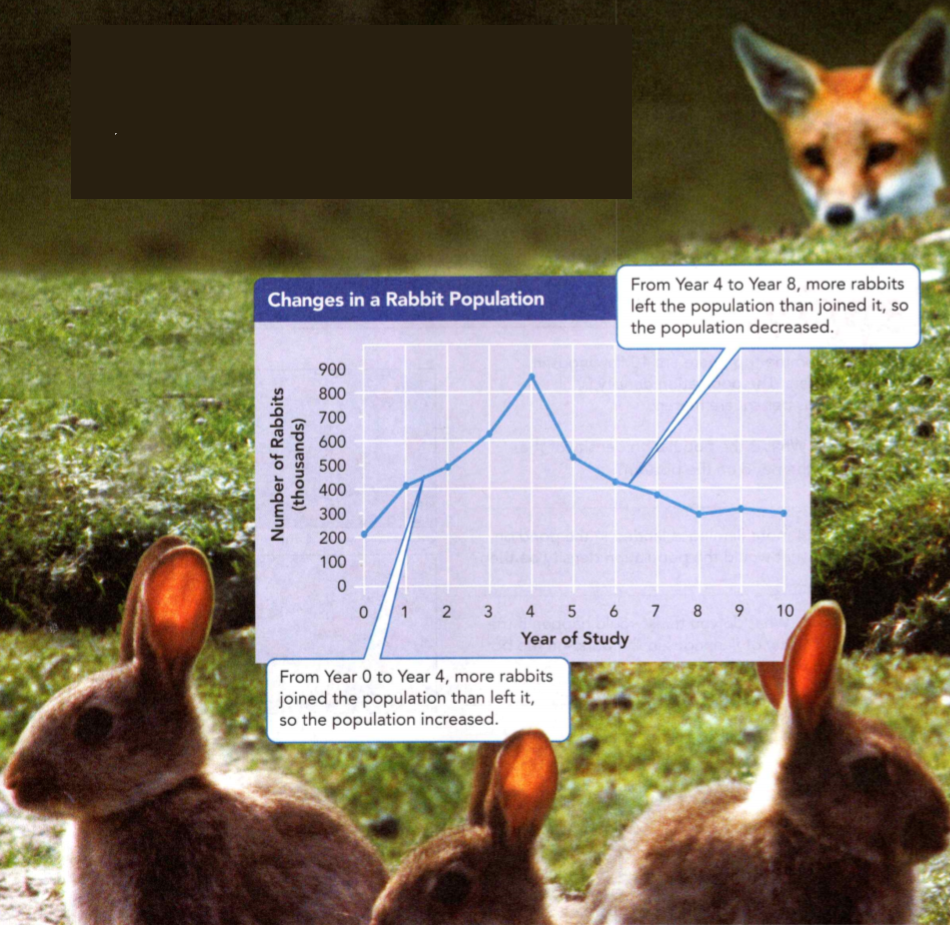 Changes in a Rabbit Population
From Year 4 to Year 8, more rabbits
left the population than joined it, so
the population decreased.
Number of Rabbits
(thousands)
900
800
700
600
500
400
300
200
100
0
0 1 2 3 4 5 6 7 8 9 10
Year of Study
From Year 0 to Year 4, more rabbits
joined the population than left it,
so the population increased.